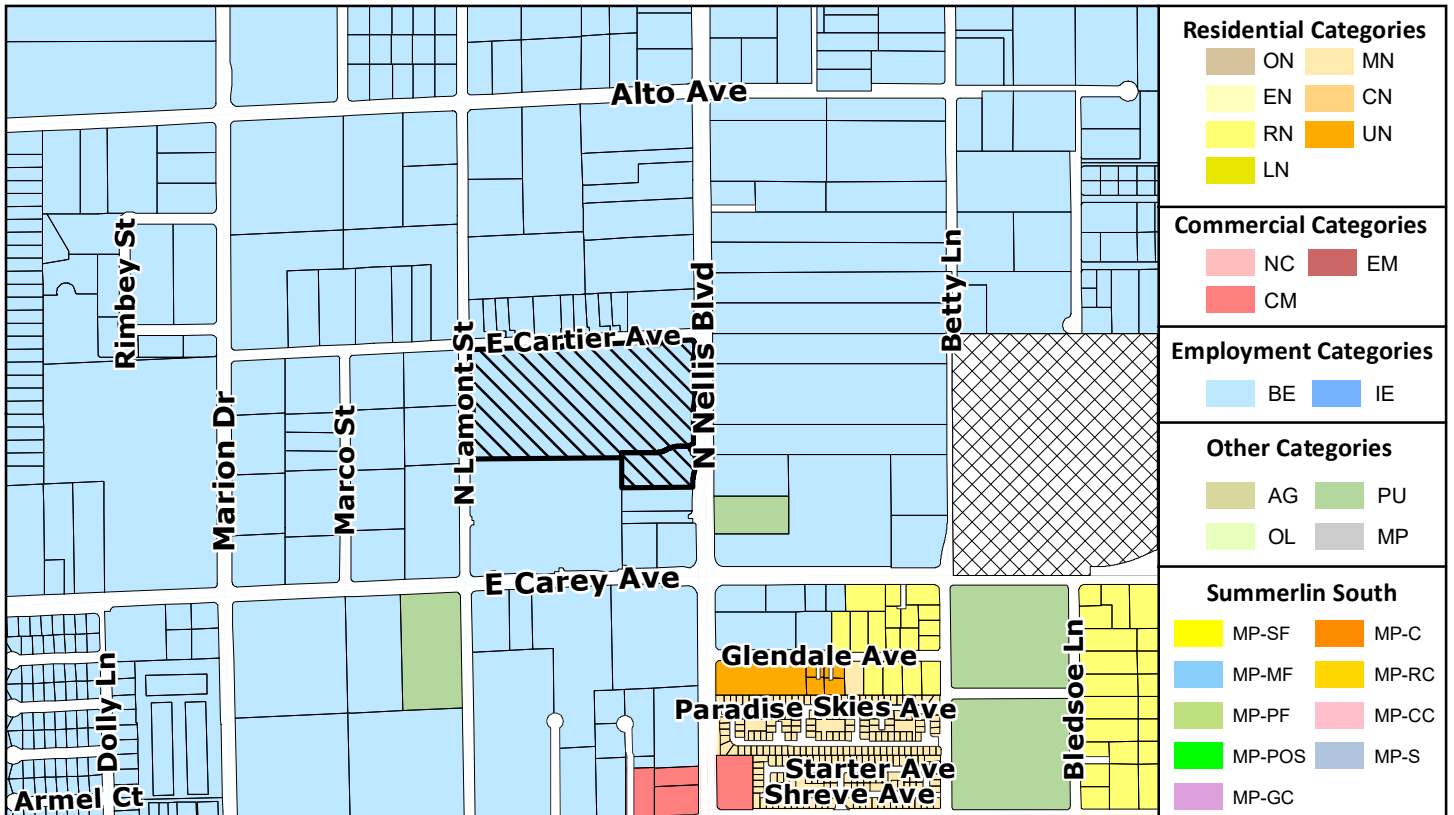 Alto Ave
Rimbey St
Betty Ln
N Nellis Blvd
E Cartier Ave
N Lamont St
Marion Dr
Marco St
E Carey Ave
Glendale Ave
Paradise Skies Ave
Bledsoe Ln
Dolly Ln
Starter Ave
Shreve Ave
Armel Ct
Residential Categories
ON MN
EN CN
RN UN
LN
Commercial Categories
NC EM
CM
Employment Categories
BE IE
Other Categories
AG PU
OL MP
Summerlin South
MP-SF MP-C
MP-MF MP-RC
MP-PF MP-CC
MP-POS MP-S
MP-GC